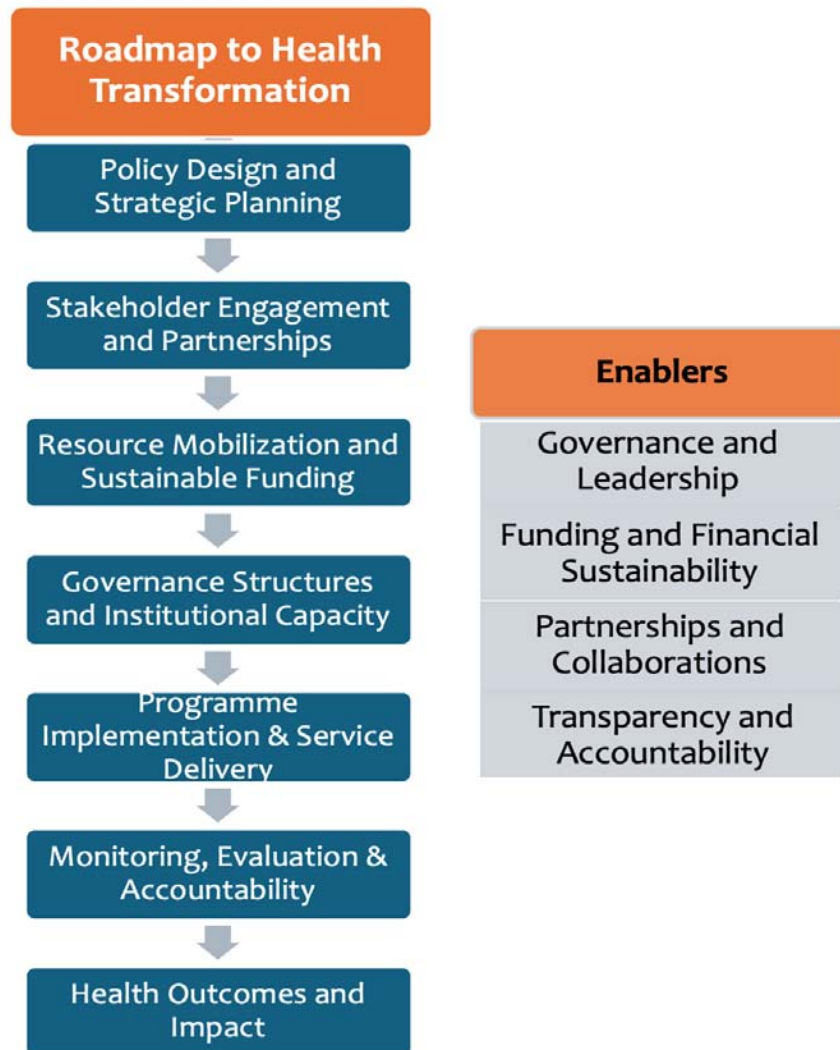 Roadmap to Health
Transformation
Policy Design and
Strategic Planning
Stakeholder Engagement
and Partnerships
Resource Mobilization and
Sustainable Funding
Governance Structures
and Institutional Capacity
Programme
Implementation & Service
Delivery
Monitoring, Evaluation &
Accountability
Health Outcomes and
Impact
Enablers
Governance and
Leadership
Funding and Financial
Sustainability
Partnerships and
Collaborations
Transparency and
Accountability